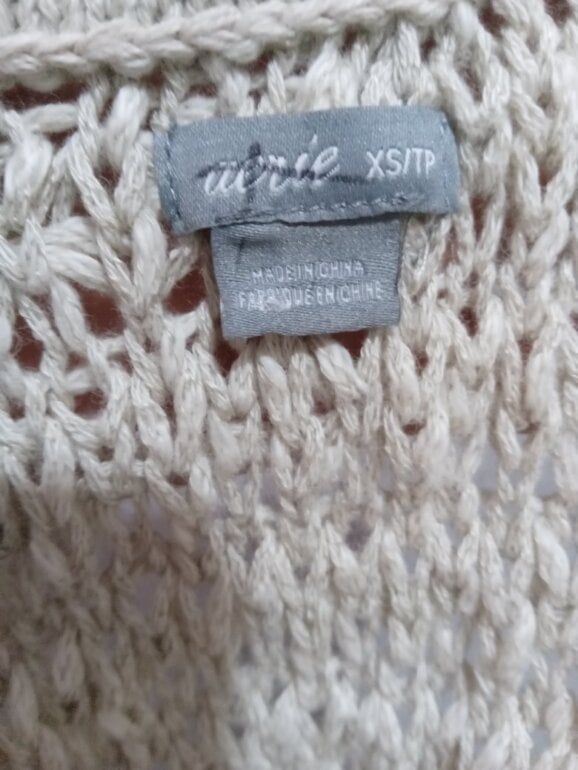 aerie XS/TP
MADE IN CHINA
FABRIQUÉ EN CHINE